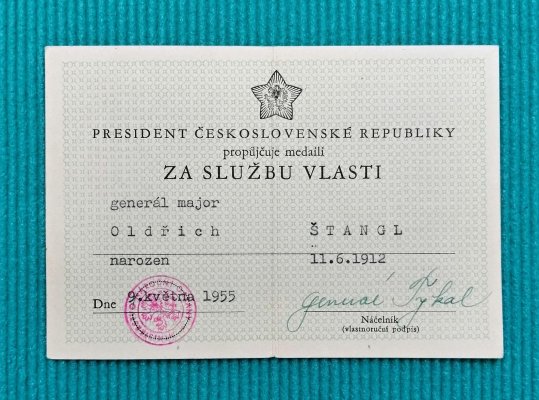 PRESIDENT ČESKOSLOVENSKÉ REPUBLIKY
propůjčuje medaili
ZA SLUŽBU VLASTI
generál major
Oldřich ŠTANGL
narozen 11.6.1912
Dne 9.května 1955
Náčelník
(vlastnoruční podpis)